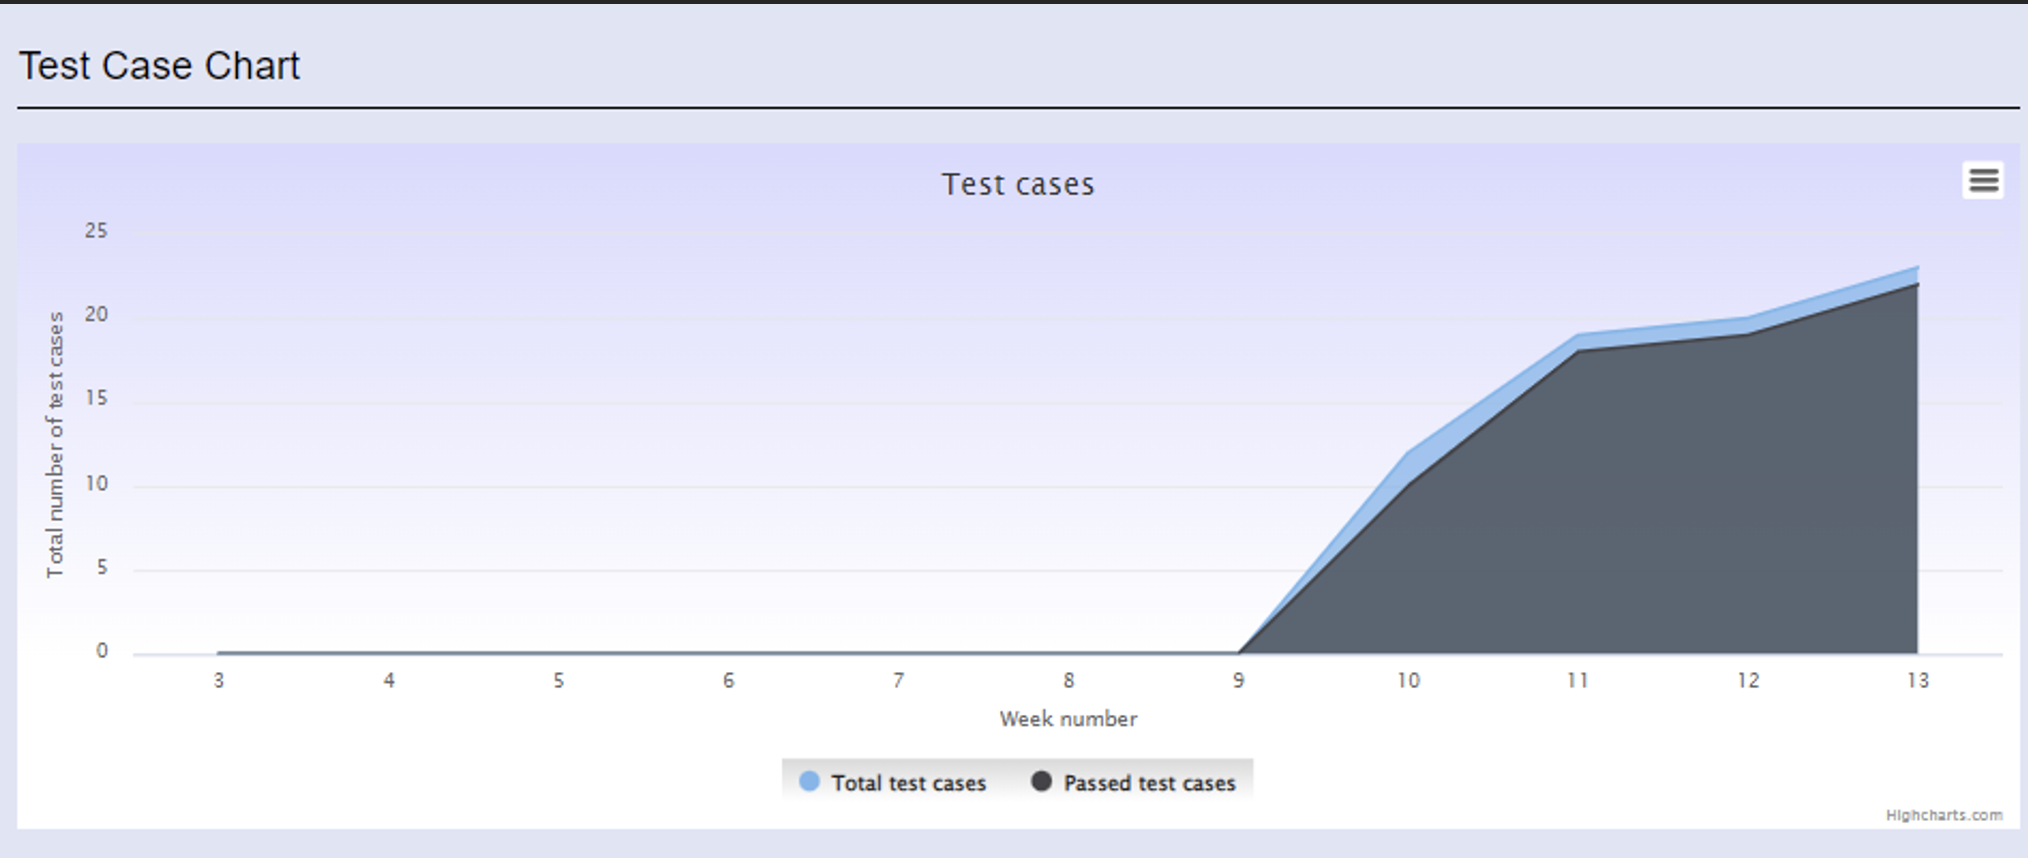 Test Case Chart
Test cases
25
20
15
10
5
0
Total number of test cases
3 4 5 6 7 8 9 10 11 12 13
Week number
Total test cases Passed test cases
Highcharts.com